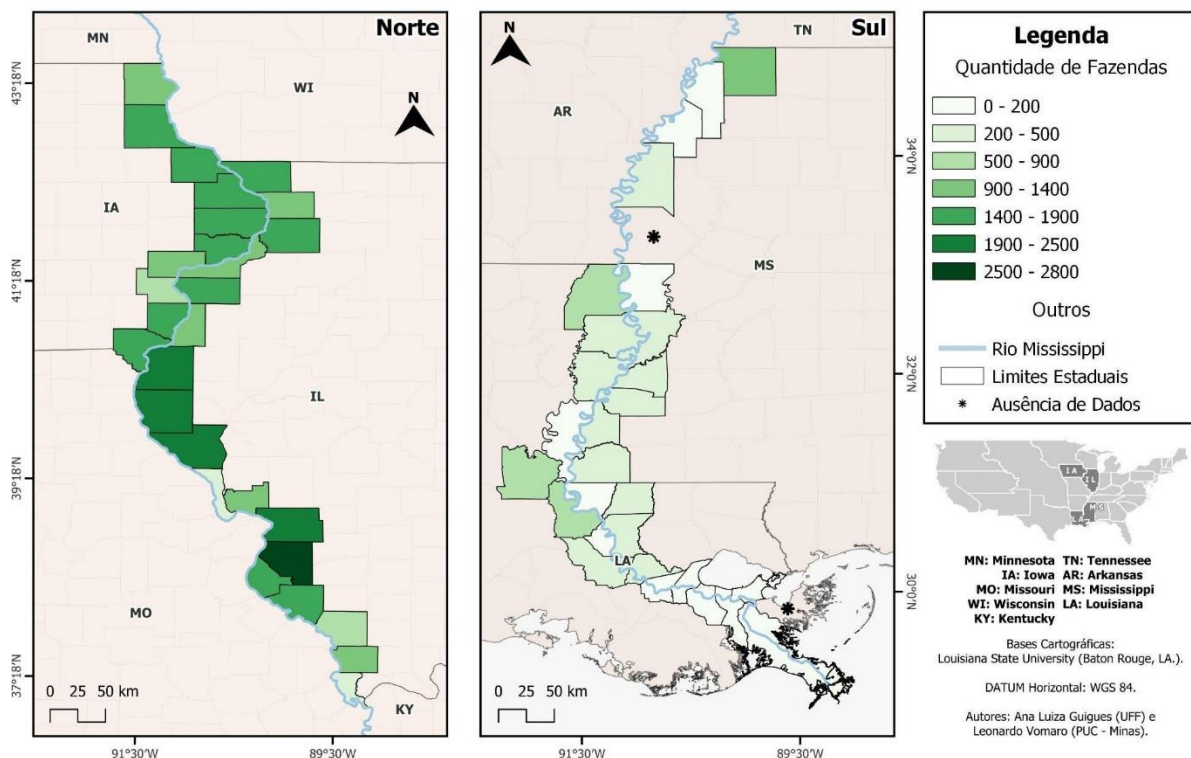 Norte
N
MN
WI
IA
IL
MO
KY
43°18'N
41°18'N
39°18'N
37°18'N
0 25 50 km
91°30'W
89°30'W
Sul
N
TN
AR
MS
LA
34°0'N
32°0'N
30°0'N
0 25 50 km
91°30'W
89°30'W
Legenda
Quantidade de Fazendas
0 - 200
200 - 500
500 - 900
900 - 1400
1400 - 1900
1900 - 2500
2500 - 2800
Outros
Rio Mississippi
Limites Estaduais
Ausência de Dados
IA
IL
MS
LA
MN: Minnesota TN: Tennessee
IA: Iowa AR: Arkansas
MO: Missouri MS: Mississippi
WI: Wisconsin LA: Louisiana
KY: Kentucky
Bases Cartográficas:
Louisiana State University (Baton Rouge, LA.).
DATUM Horizontal: WGS 84.
Autores: Ana Luiza Guigues (UFF) e
Leonardo Vomaro (PUC - Minas).